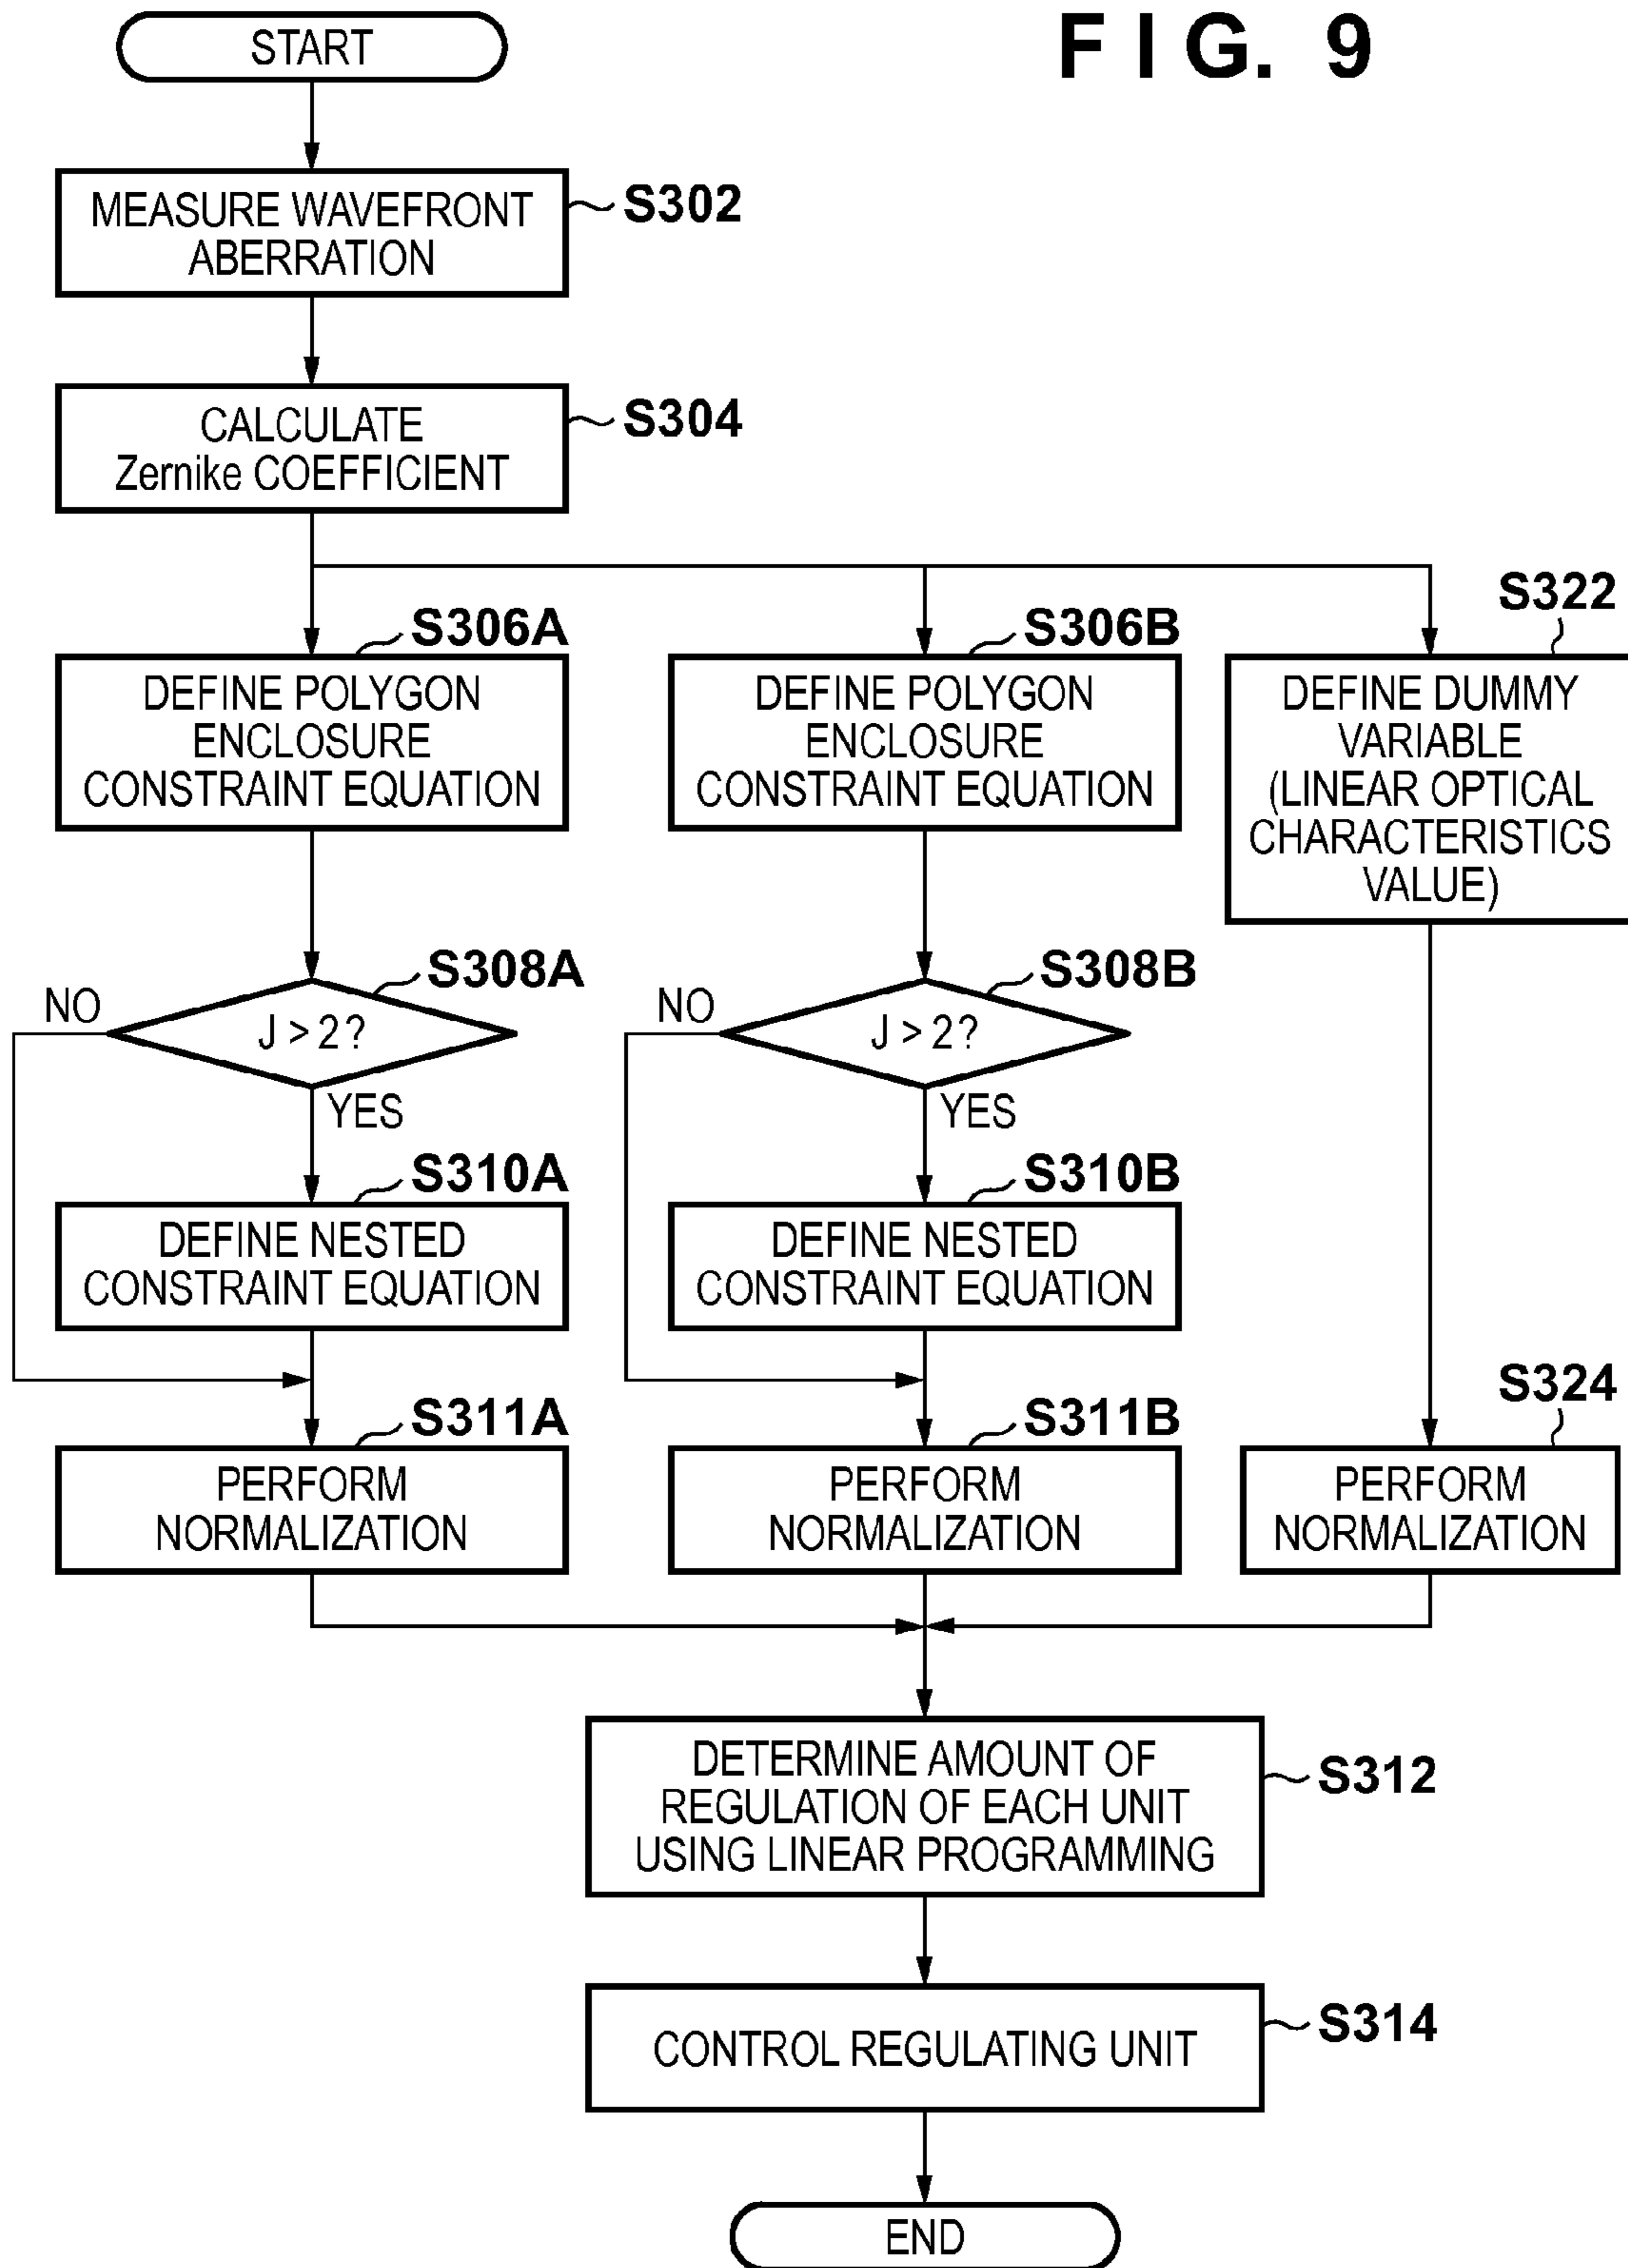 FIG. 9
START
MEASURE WAVEFRONT
ABERRATION
S302
CALCULATE
Zernike COEFFICIENT
S304
S306A
DEFINE POLYGON
ENCLOSURE
CONSTRAINT EQUATION
S306B
DEFINE POLYGON
ENCLOSURE
CONSTRAINT EQUATION
S322
DEFINE DUMMY
VARIABLE
(LINEAR OPTICAL
CHARACTERISTICS
VALUE)
S308A
NO
J > 2?
YES
S308B
NO
J > 2?
YES
S310A
DEFINE NESTED
CONSTRAINT EQUATION
S310B
DEFINE NESTED
CONSTRAINT EQUATION
S311A
PERFORM
NORMALIZATION
S311B
PERFORM
NORMALIZATION
S324
PERFORM
NORMALIZATION
DETERMINE AMOUNT OF
REGULATION OF EACH UNIT
USING LINEAR PROGRAMMING
S312
CONTROL REGULATING UNIT
S314
END